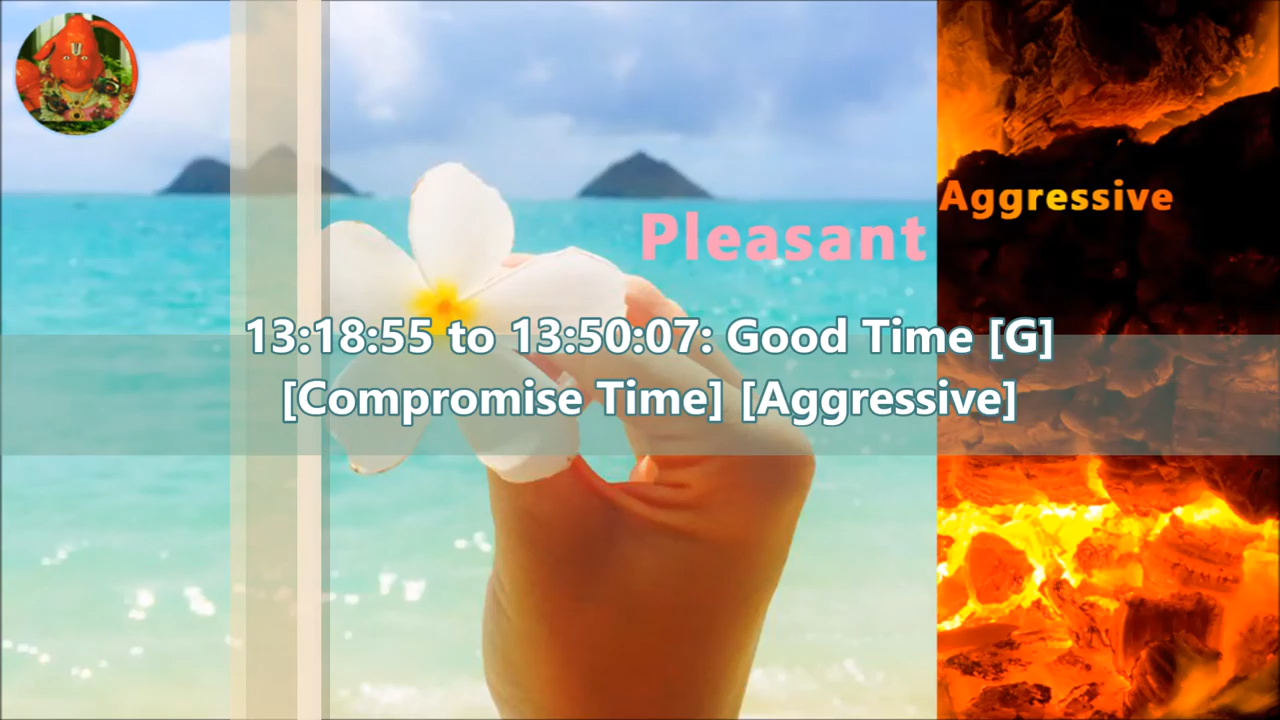 Pleasant
Aggressive
13:18:55 to 13:50:07: Good Time [G]
[Compromise Time] [Aggressive]